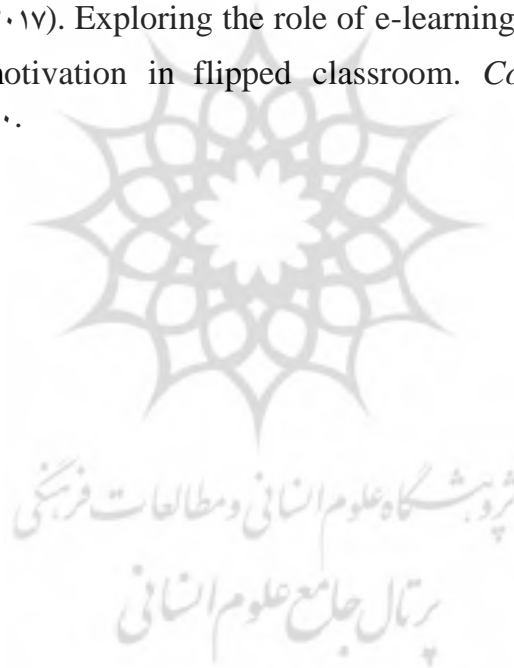 ۲۰۱۷). Exploring the role of e-learning
otivation in flipped classroom. Co
۰.
پژوهشگاه علوم انسانی و مطالعات فرهنگی
پرتال جامع علوم انسانی